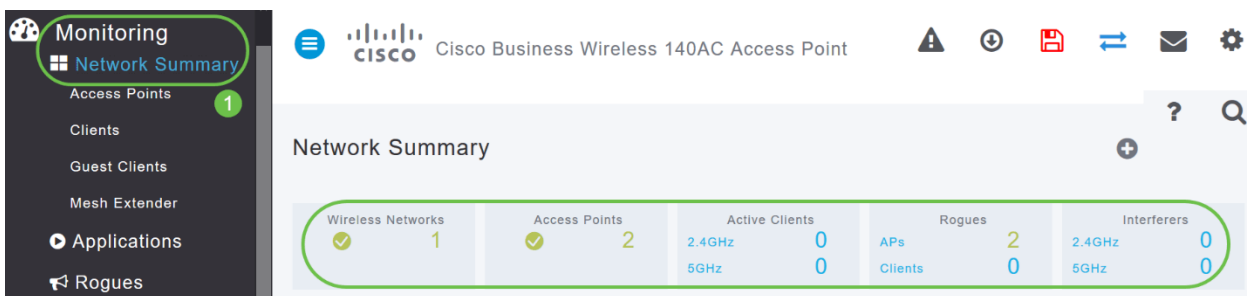 Monitoring
Network Summary
1
Access Points
Clients
Guest Clients
Mesh Extender
Applications
Rogues
CISCO Cisco Business Wireless 140AC Access Point
?
Network Summary
Wireless Networks Access Points Active Clients Rogues Interferers
1 2 2.4GHz 0 APs 2 2.4GHz 0
5GHz 0 Clients 0 5GHz 0